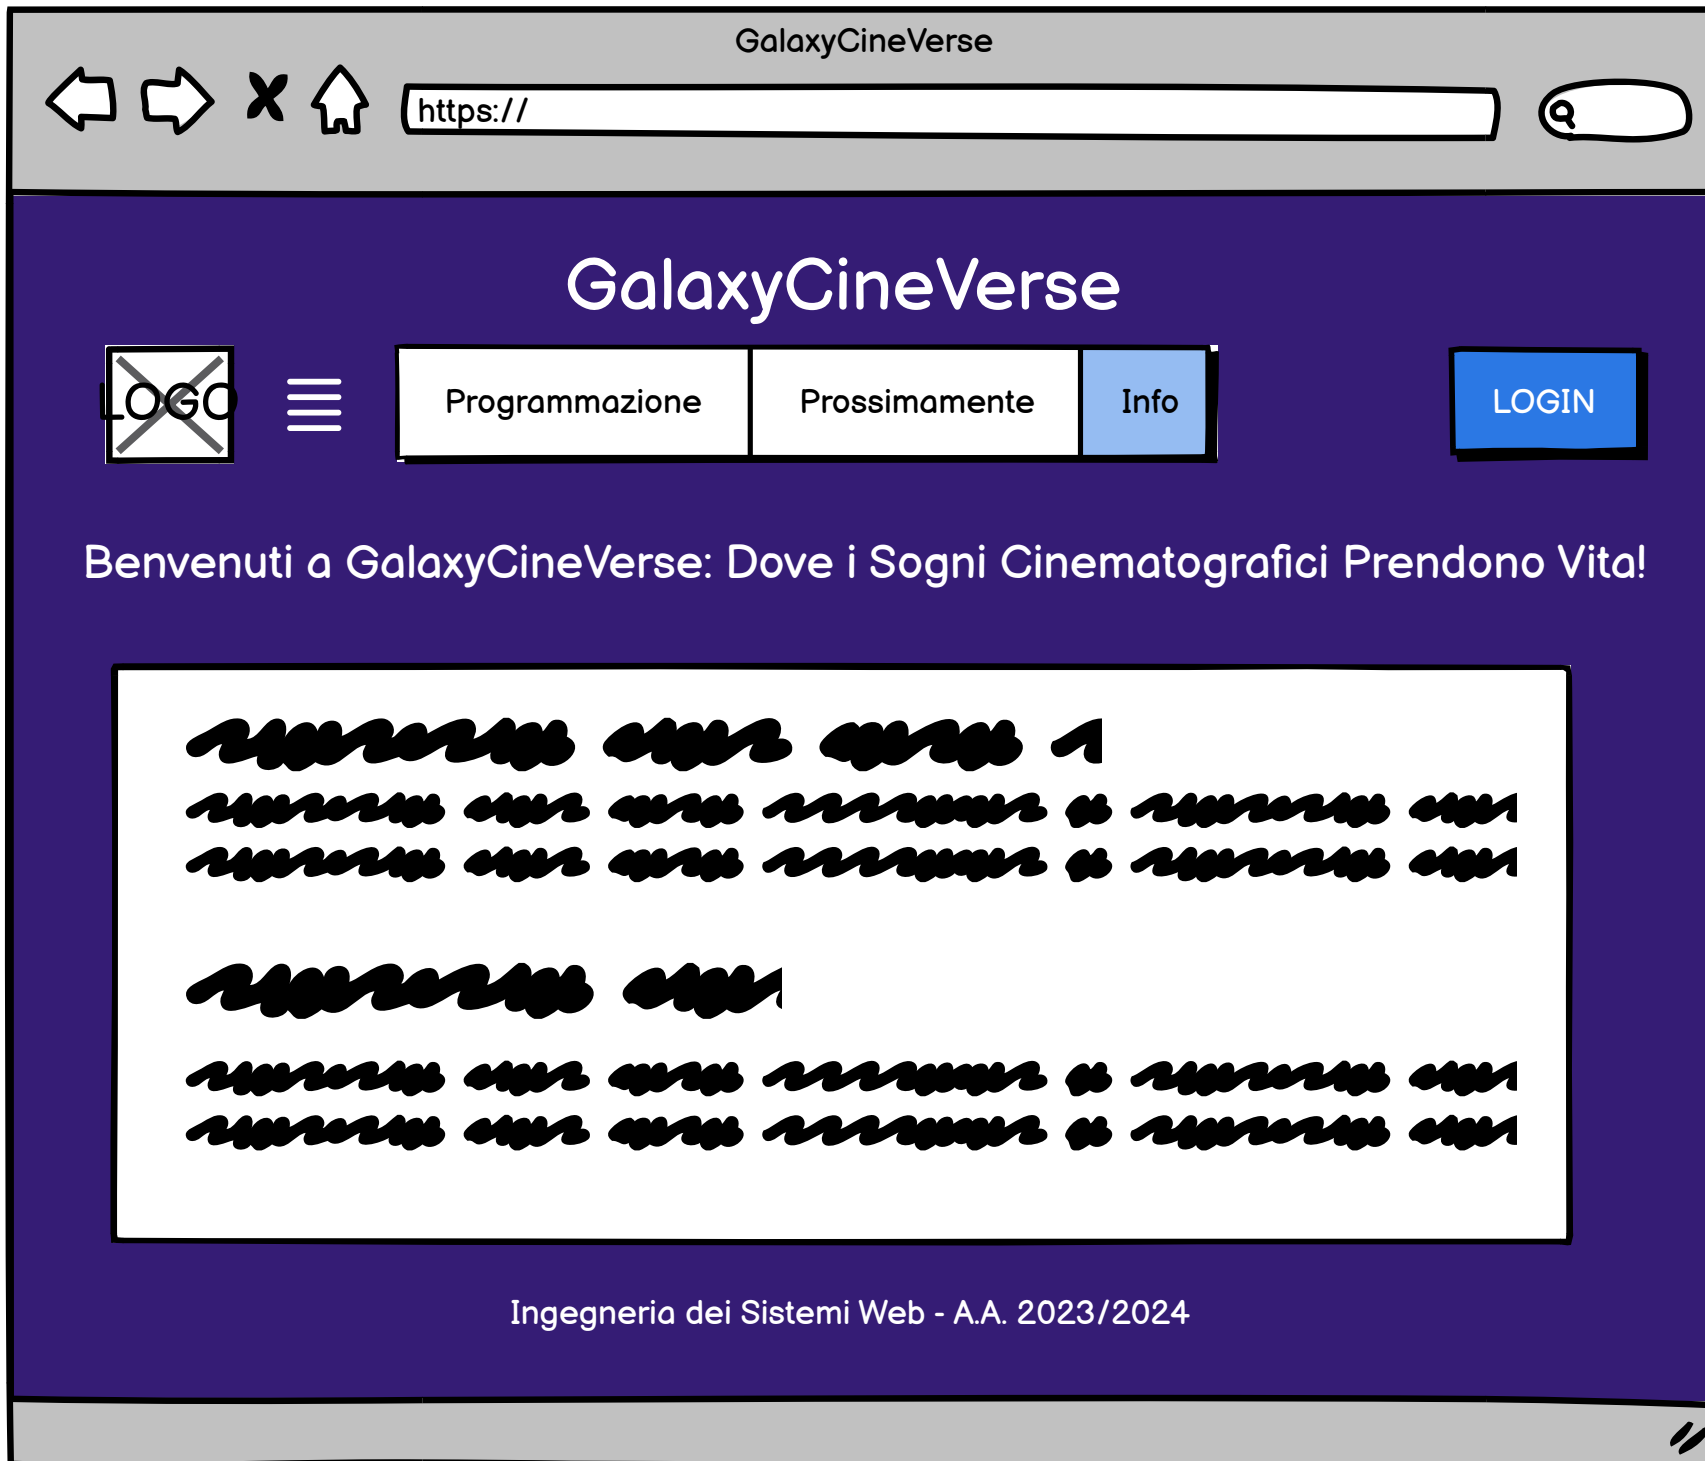 GalaxyCineVerse
https://
GalaxyCineVerse
LOGO Programmazione Prossimamente Info LOGIN
Benvenuti a GalaxyCineVerse: Dove i Sogni Cinematografici Prendono Vita!
Ingegneria dei Sistemi Web - A.A. 2023/2024